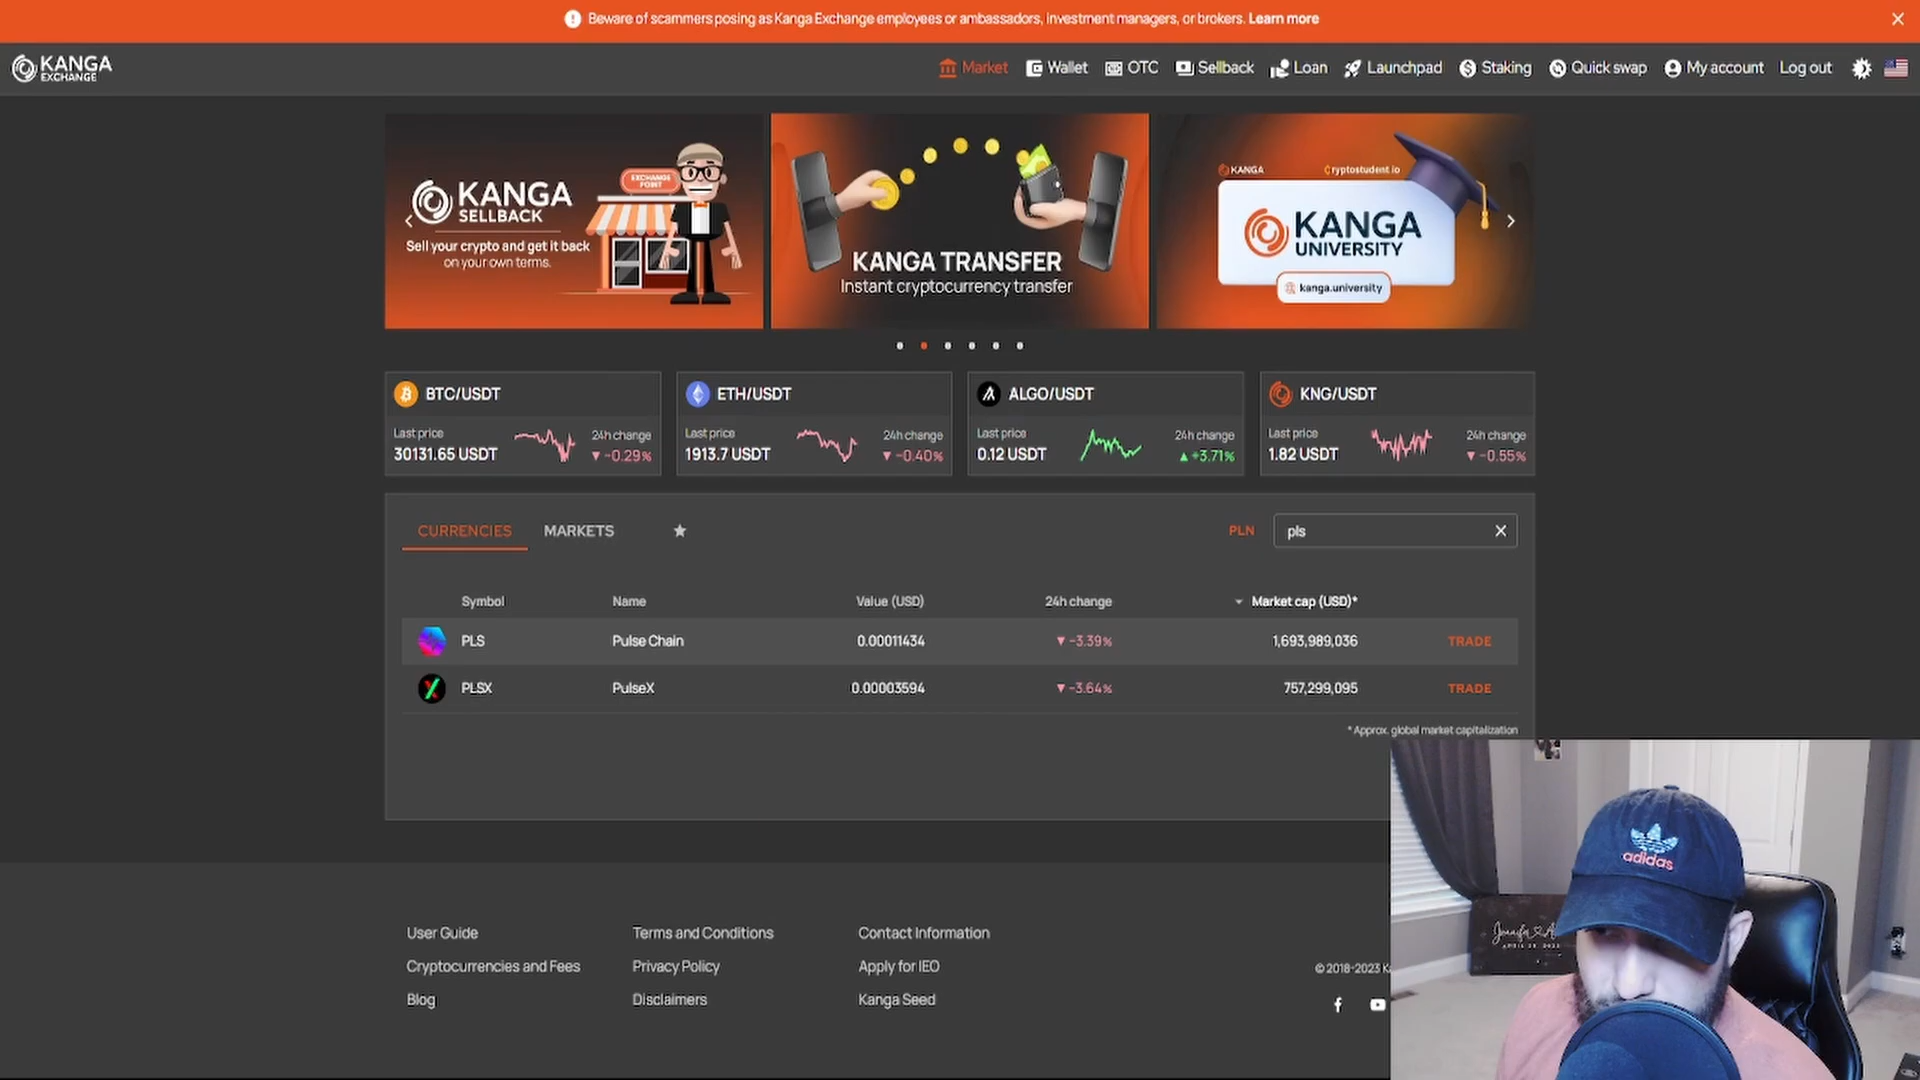 Beware of scammers posing as Kanga Exchange employees or ambassadors, investment managers, or brokers. Learn more
KANGA
EXCHANGE
Market Wallet OTC Sellback Loan Launchpad Staking Quick swap My account Log out
KANGA
SELLBACK
Sell your crypto and get it back
on your own terms.
EXCHANGE
POINT
KANGA TRANSFER
Instant cryptocurrency transfer
KANGA
Cryptostudent.io
KANGA
UNIVERSITY
kanga.university
BTC/USDT
Last price
30131.65 USDT
24h change
▼ -0.29%
ETH/USDT
Last price
1913.7 USDT
24h change
▼ -0.40%
ALGO/USDT
Last price
0.12 USDT
24h change
▲ +3.71%
KNG/USDT
Last price
1.82 USDT
24h change
▼ -0.55%
CURRENCIES MARKETS ★ PLN pls
Symbol Name Value (USD) 24h change Market cap (USD)*
PLS Pulse Chain 0.00011434 ▼ -3.39% 1,693,989,036 TRADE
PLSX PulseX 0.00003594 ▼ -3.64% 757,299,095 TRADE
* Approx. global market capitalization
User Guide Terms and Conditions Contact Information
Cryptocurrencies and Fees Privacy Policy Apply for IEO
Blog Disclaimers Kanga Seed
© 2018-2023
adidas